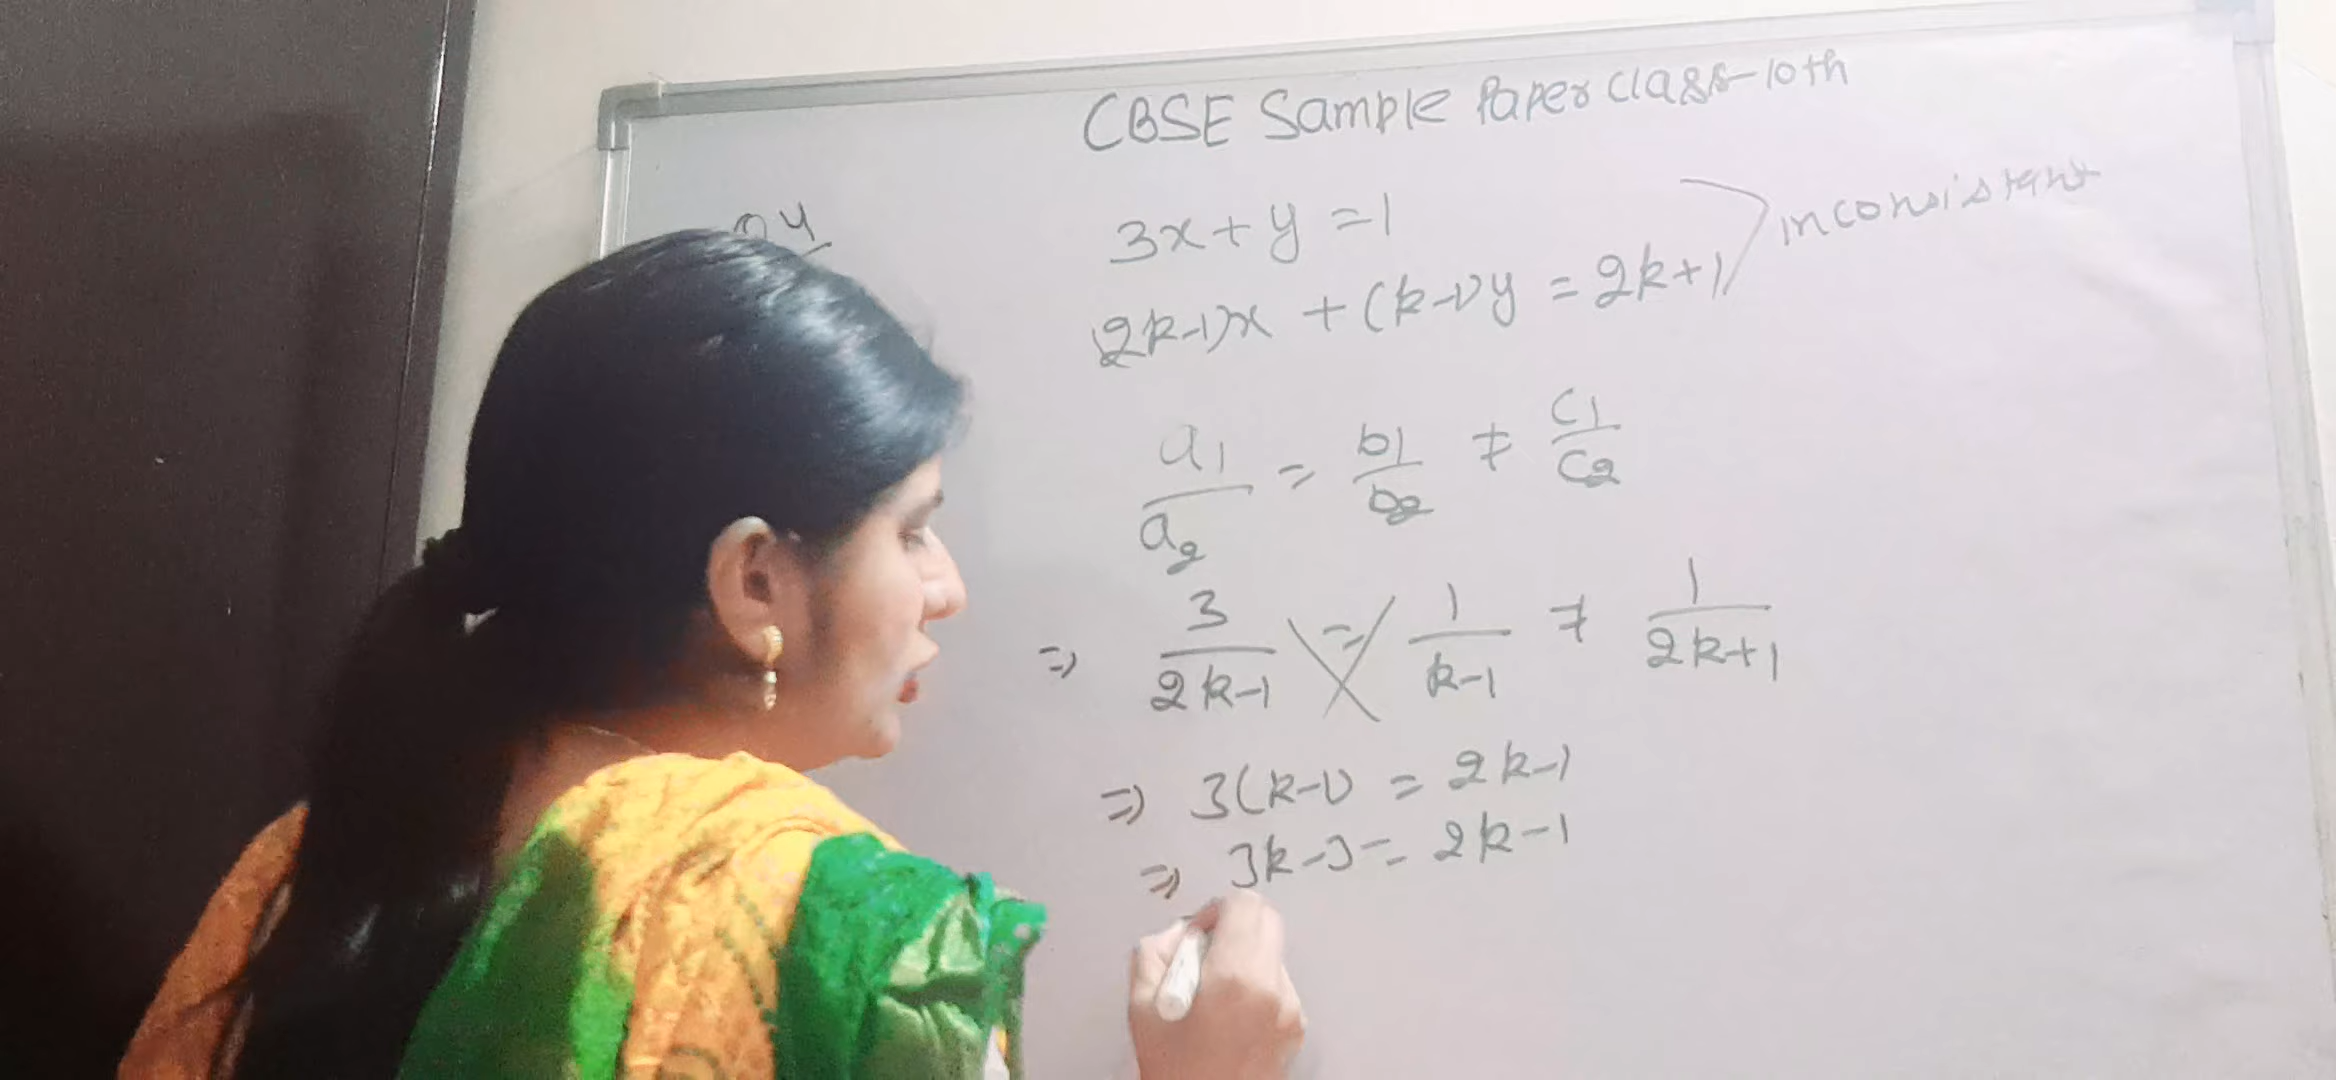 CBSE Sample Paper Class-10th
3x + y = 1
(2k-1)x + (k-1)y = 2k+1 inconsistant
a1/a2 = b1/b2 ≠ c1/c2
=> 3/2k-1 = 1/k-1 ≠ 1/2k+1
=> 3(k-1) = 2k-1
=> 3k-3 = 2k-1